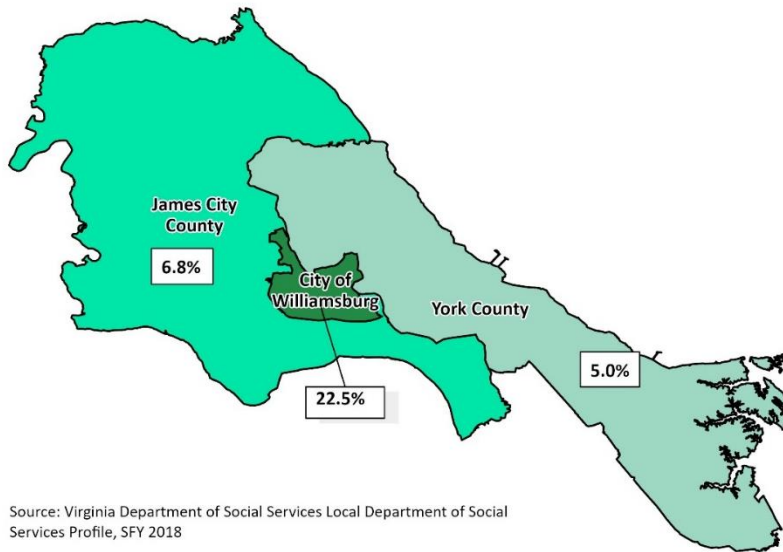 James City
County
6.8%
City of
Williamsburg
York County
5.0%
22.5%
Source: Virginia Department of Social Services Local Department of Social
Services Profile, SFY 2018